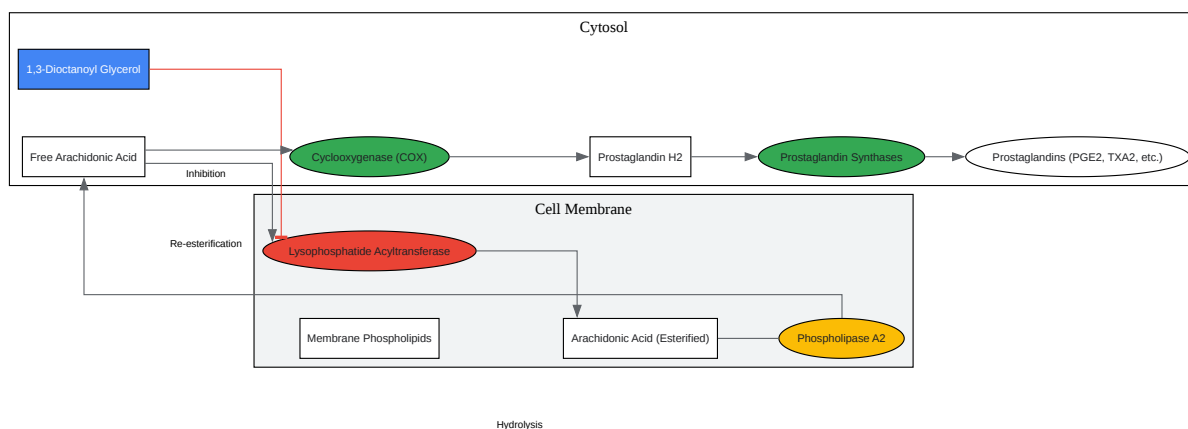 Cytosol
1,3-Dioctanoyl Glycerol
Free Arachidonic Acid
Cyclooxygenase (COX)
Prostaglandin H2
Prostaglandin Synthases
Prostaglandins (PGE2, TXA2, etc.)
Inhibition
Cell Membrane
Re-esterification
Lysophosphatide Acyltransferase
Membrane Phospholipids
Arachidonic Acid (Esterified)
Phospholipase A2
Hydrolysis